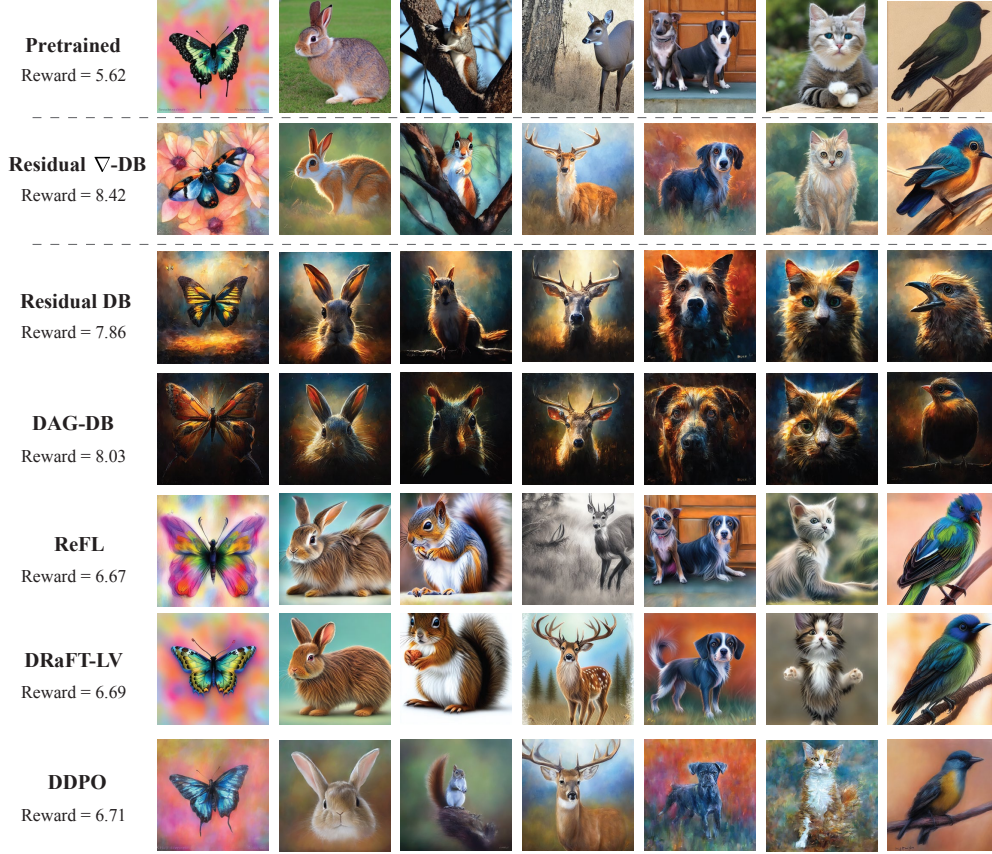 Pretrained
Reward = 5.62
Residual ∇-DB
Reward = 8.42
Residual DB
Reward = 7.86
DAG-DB
Reward = 8.03
ReFL
Reward = 6.67
DRaFT-LV
Reward = 6.69
DDPO
Reward = 6.71